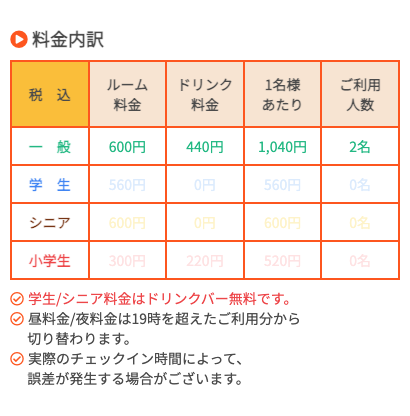 料金内訳
税　込 ルーム料金 ドリンク料金 1名様あたり ご利用人数
一　般 600円 440円 1,040円 2名
学　生 560円 0円 560円 0名
シニア 600円 0円 600円 0名
小学生 300円 220円 520円 0名
学生/シニア料金はドリンクバー無料です。
昼料金/夜料金は19時を超えたご利用分から
切り替わります。
実際のチェックイン時間によって、
誤差が発生する場合がございます。